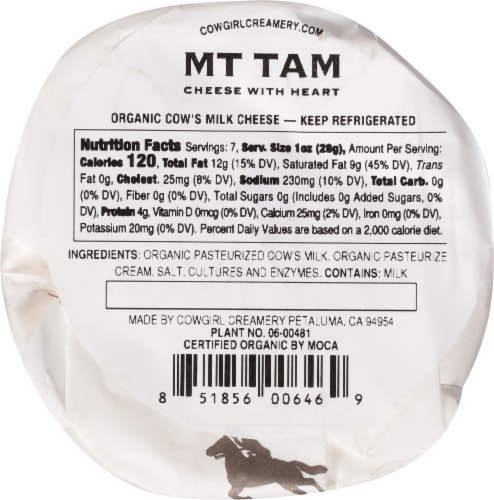 COWGIRLCREAMERY.COM
MT TAM
CHEESE WITH HEART
ORGANIC COW'S MILK CHEESE — KEEP REFRIGERATED
Nutrition Facts Servings: 7, Serv. Size 1oz (28g), Amount Per Serving:
Calories 120, Total Fat 12g (15% DV), Saturated Fat 9g (45% DV), Trans
Fat 0g, Cholest. 25mg (8% DV), Sodium 230mg (10% DV), Total Carb. 0g
(0% DV), Fiber 0g (0% DV), Total Sugars 0g (Includes 0g Added Sugars, 0%
DV), Protein 4g, Vitamin D 0mcg (0% DV), Calcium 25mg (2% DV), Iron 0mg (0% DV),
Potassium 20mg (0% DV). Percent Daily Values are based on a 2,000 calorie diet.
INGREDIENTS: ORGANIC PASTEURIZED COW'S MILK, ORGANIC PASTEURIZE
CREAM, SALT, CULTURES AND ENZYMES. CONTAINS: MILK
MADE BY COWGIRL CREAMERY PETALUMA, CA 94954
PLANT NO. 06-00481
CERTIFIED ORGANIC BY MOCA
8 51856 00646 9